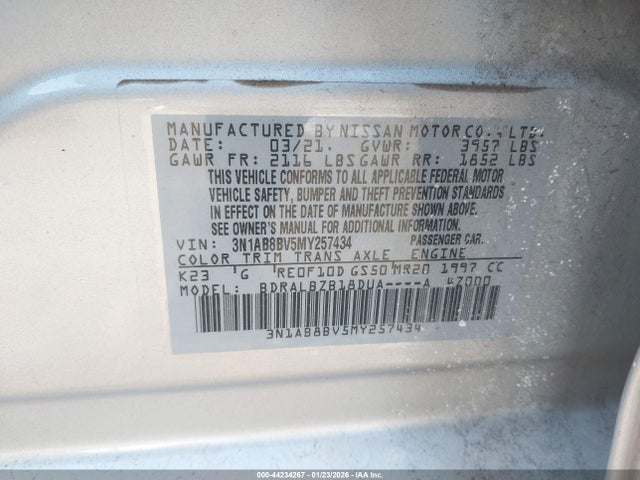 MANUFACTURED BY NISSAN MOTOR CO., LTD.
DATE: 03/21. GVWR: 3957 LBS
GAWR FR: 2116 LBS GAWR RR: 1852 LBS
THIS VEHICLE CONFORMS TO ALL APPLICABLE FEDERAL MOTOR
VEHICLE SAFETY, BUMPER AND THEFT PREVENTION STANDARDS
IN EFFECT ON THE DATE OF MANUFACTURE SHOWN ABOVE.
SEE OWNER'S MANUAL FOR ADDITIONAL INFORMATION.
VIN: 3N1AB8BV5MY257434 PASSENGER CAR.
COLOR TRIM TRANS AXLE ENGINE
K23 G RE0F10D GS50 MR20 1997 CC
MODEL BDRALBZB18DUA----A 47000
3N1AB8BV5MY257434
000-44234267 | 01/23/2026 | IAA Corp.